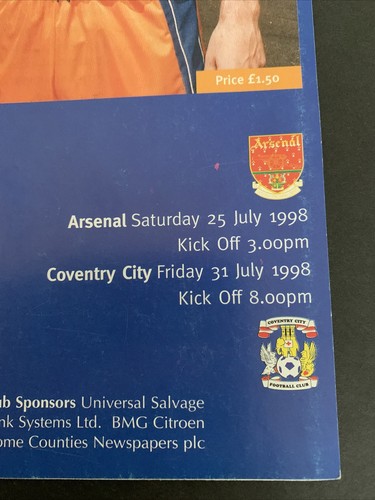 Price £1.50
Arsenal
Arsenal Saturday 25 July 1998
Kick Off 3.00pm
Coventry City Friday 31 July 1998
Kick Off 8.00pm
COVENTRY CITY
FOOTBALL CLUB
Sponsors Universal Salvage
Systems Ltd. BMG Citroen
Counties Newspapers plc